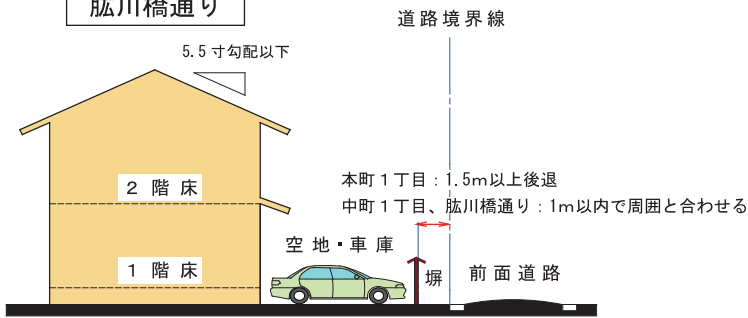 肱川橋通り
道路境界線
5.5寸勾配以下
本町1丁目：1.5m以上後退
中町1丁目、肱川橋通り：1m以内で周囲と合わせる
2階床
空地・車庫
1階床
塀
前面道路